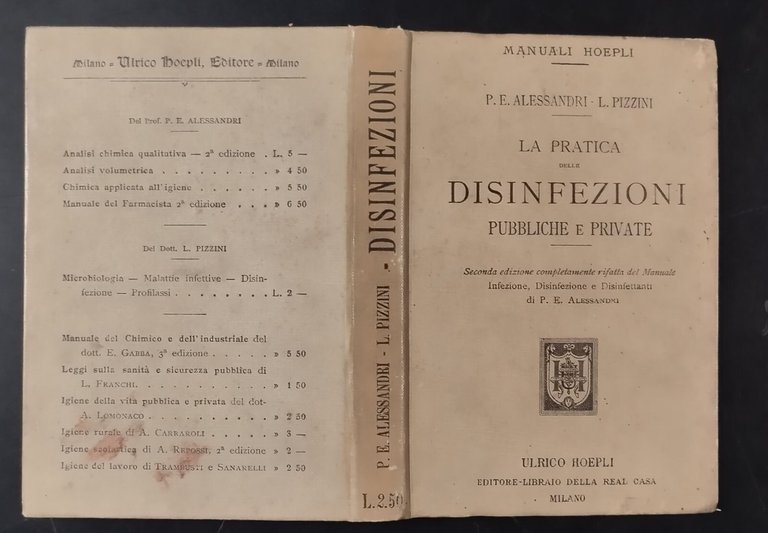 Milano - Ulrico Hoepli, Editore - Milano
Del Prof. P. E. ALESSANDRI
Analisi chimica qualitativa — 2ª edizione . L. 5 —
Analisi volumetrica . . . . . . . . . » 4 50
Chimica applicata all'igiene . . . . . . » 5 50
Manuale del Farmacista 2ª edizione . . . » 6 50
Del Dott. L. PIZZINI
Microbiologia — Malattie infettive — Disin-
fezione — Profilassi . . . . . . . . L. 2 —
Manuale del Chimico e dell'industriale del
dott. E. GABBA, 3ª edizione . . . . . » 5 50
Leggi sulla sanità e sicurezza pubblica di
L. FRANCHI. . . . . . . . . . . » 1 50
Igiene della vita pubblica e privata del dot-
A. LOMONACO . . . . . . . . . . » 2 50
Igiene rurale di A. CARRAROLI . . . . . » 3 —
Igiene scolastica di A. REPOSSI, 2ª edizione » 2 —
Igiene del lavoro di TRAMBUSTI e SANARELLI » 2 50
P. E. ALESSANDRI - L. PIZZINI - DISINFEZIONI
L. 2.50
MANUALI HOEPLI
P. E. ALESSANDRI - L. PIZZINI
LA PRATICA
DELLE
DISINFEZIONI
PUBBLICHE E PRIVATE
Seconda edizione completamente rifatta del Manuale
Infezione, Disinfezione e Disinfettanti
di P. E. ALESSANDRI
ULRICO HOEPLI
EDITORE-LIBRAIO DELLA REAL CASA
MILANO